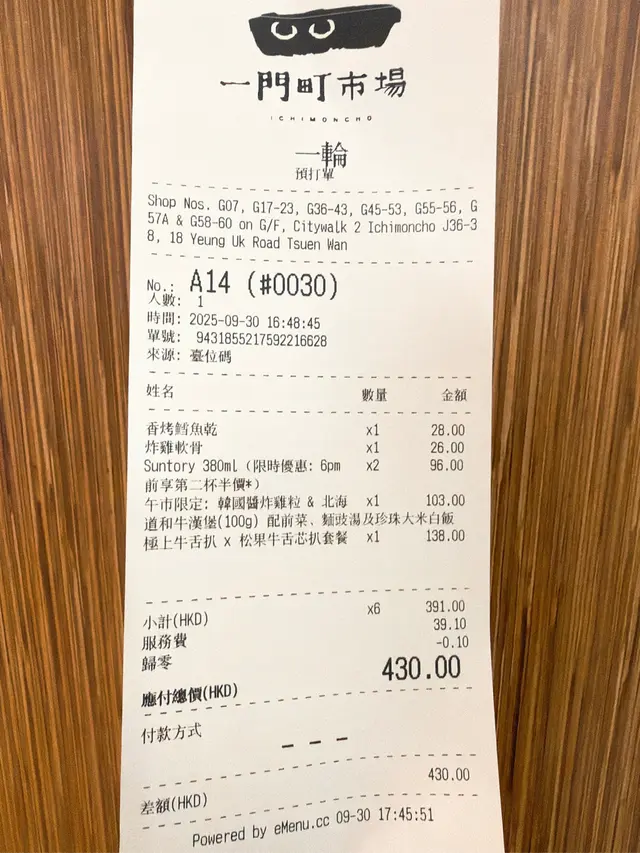 一門町市場
ICHIMONCHO
一輪
預打單
Shop Nos. G07, G17-23, G36-43, G45-53, G55-56, G
57A & G58-60 on G/F, Citywalk 2 Ichimoncho J36-3
8, 18 Yeung Uk Road Tsuen Wan
No.: A14 (#0030)
人數: 1
時間: 2025-09-30 16:48:45
單號: 9431855217592216628
來源: 臺位碼
姓名 數量 金額
香烤鱈魚乾 x1 28.00
炸雞軟骨 x1 26.00
Suntory 380ml (限時優惠: 6pm x2 96.00
前享第二杯半價*)
午市限定: 韓國醬炸雞粒 & 北海 x1 103.00
道和牛漢堡(100g) 配前菜、麵豉湯及珍珠大米白飯
極上牛舌扒 x 松果牛舌芯扒套餐 x1 138.00
小計(HKD) x6 391.00
服務費 39.10
歸零 -0.10
應付總價(HKD) 430.00
付款方式
---
差額(HKD) 430.00
Powered by eMenu.cc 09-30 17:45:51